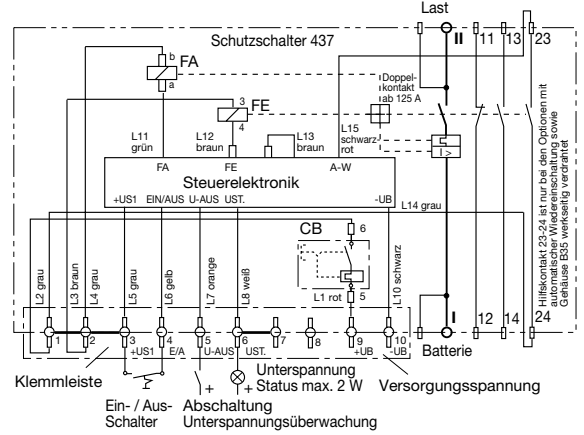 Last
Schutzschalter 437
II
11
13
23
b
FA
a
Doppel-
kontakt
ab 125 A
3
FE
4
L11
grün
L12
braun
L13
braun
L15
schwarz-
rot
I >
FA
FE
A-W
Steuerelektronik
+US1
EIN/AUS
U-AUS
UST.
-UB
L14 grau
CB
6
5
L1 rot
L2 grau
L3 braun
L4 grau
L5 grau
L6 gelb
L7 orange
L8 weiß
L10 schwarz
Hilfskontakt 23-24 ist nur bei den Optionen mit
automatischer Wiedereinschaltung sowie
Gehäuse B35 werkseitig verdrahtet
1
2
3
4
5
6
7
8
9
10
+US1
E/A
U-AUS
UST.
+UB
-UB
I
12
14
24
Batterie
Klemmleiste
Versorgungsspannung
Unterspannung
Status max. 2 W
+
+
Ein- / Aus-
Schalter
Abschaltung
Unterspannungsüberwachung